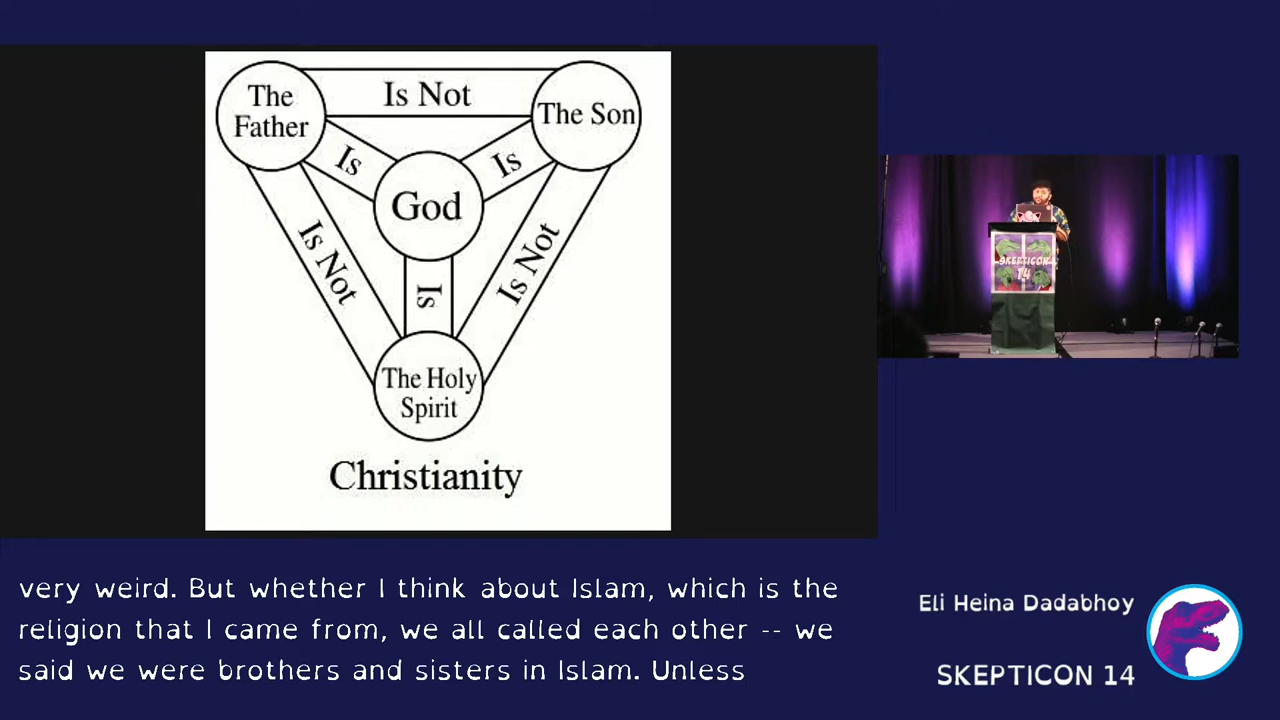 Is Not
The
Father
The Son
Is
Is
God
Is Not
Is Not
Is
The Holy
Spirit
Christianity
SKEPTICON
14
very weird. But whether I think about Islam, which is the
religion that I came from, we all called each other -- we
said we were brothers and sisters in Islam. Unless
Eli Heina Dadabhoy
SKEPTICON 14